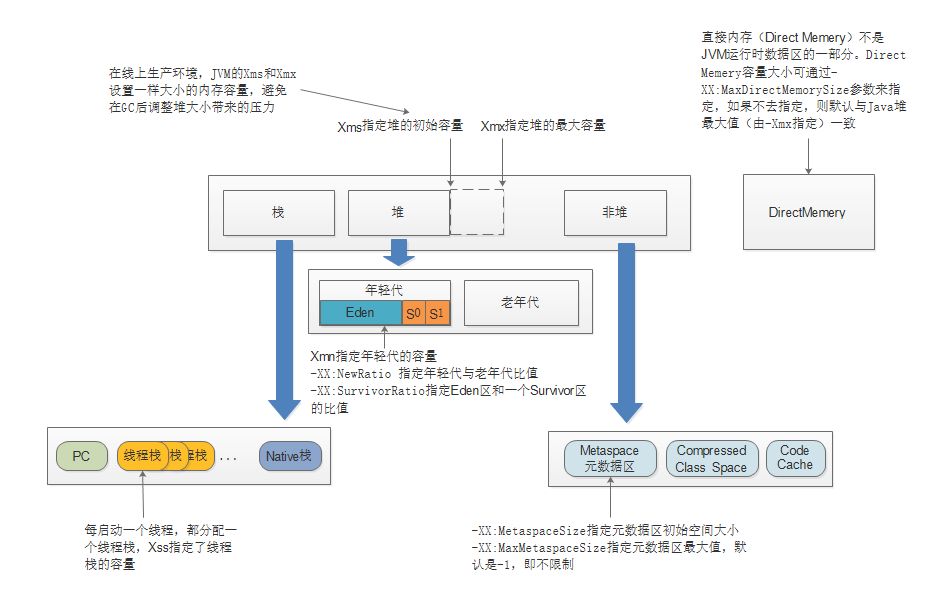 直接内存（Direct Memery）不是
JVM运行时数据区的一部分。Direct
Memery容量大小可通过-
XX:MaxDirectMemorySize参数来指
定，如果不去指定，则默认与Java堆
最大值（由-Xmx指定）一致
在线上生产环境，JVM的Xms和Xmx
设置一样大小的内存容量，避免
在GC后调整堆大小带来的压力
Xms指定堆的初始容量
Xmx指定堆的最大容量
栈
堆
非堆
DirectMemery
年轻代
Eden
S0
S1
老年代
Xmn指定年轻代的容量
-XX:NewRatio 指定年轻代与老年代比值
-XX:SurvivorRatio指定Eden区和一个Survivor区
的比值
PC
线程栈
栈
程栈
...
Native栈
Metaspace
元数据区
Compressed
Class Space
Code
Cache
每启动一个线程，都分配一
个线程栈，Xss指定了线程
栈的容量
-XX:MetaspaceSize指定元数据区初始空间大小
-XX:MaxMetaspaceSize指定元数据区最大值，默
认是-1，即不限制